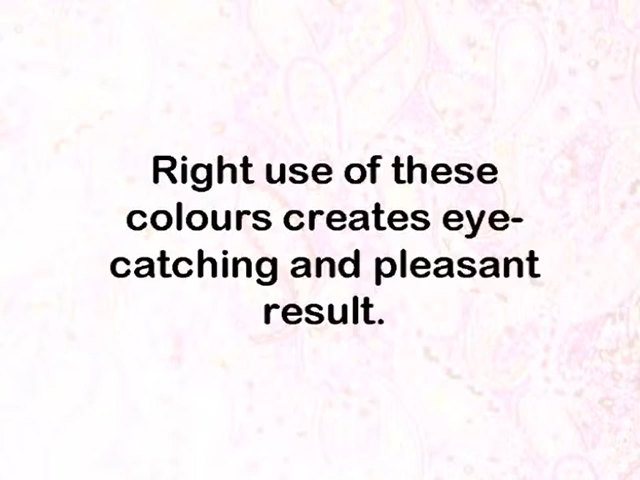 Right use of these
colours creates eye-
catching and pleasant
result.